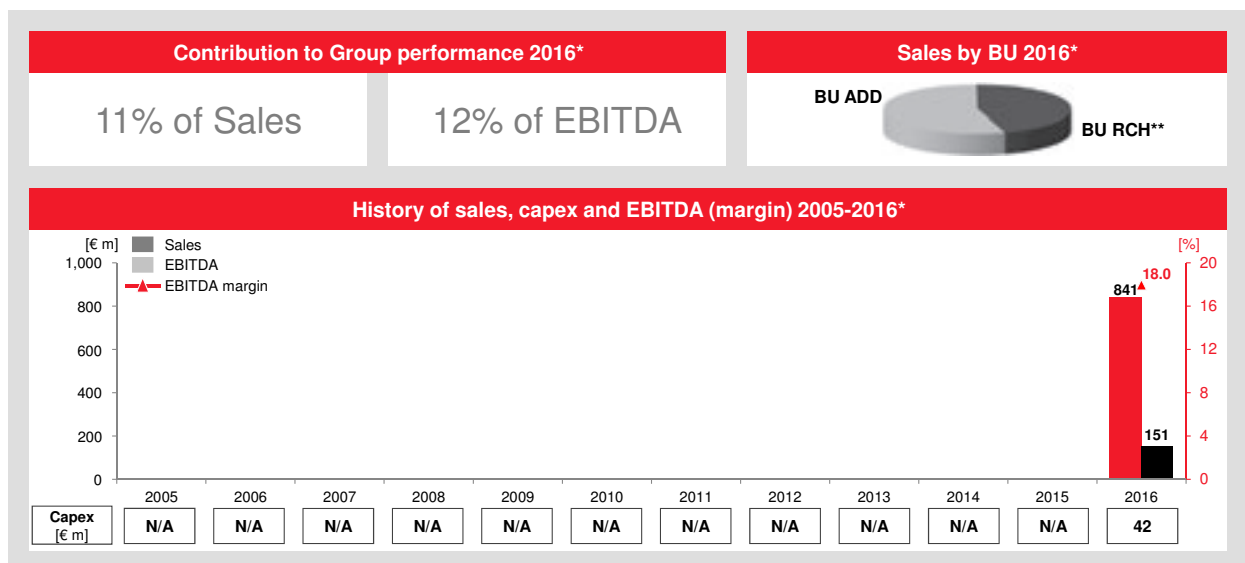 Contribution to Group performance 2016*
Sales by BU 2016*
11% of Sales
12% of EBITDA
BU ADD
BU RCH**
History of sales, capex and EBITDA (margin) 2005-2016*
[€ m]
Sales
EBITDA
EBITDA margin
[%]
1,000
800
600
400
200
0
841
18.0
151
20
16
12
8
4
0
2005 2006 2007 2008 2009 2010 2011 2012 2013 2014 2015 2016
Capex
[€ m]
N/A N/A N/A N/A N/A N/A N/A N/A N/A N/A N/A 42